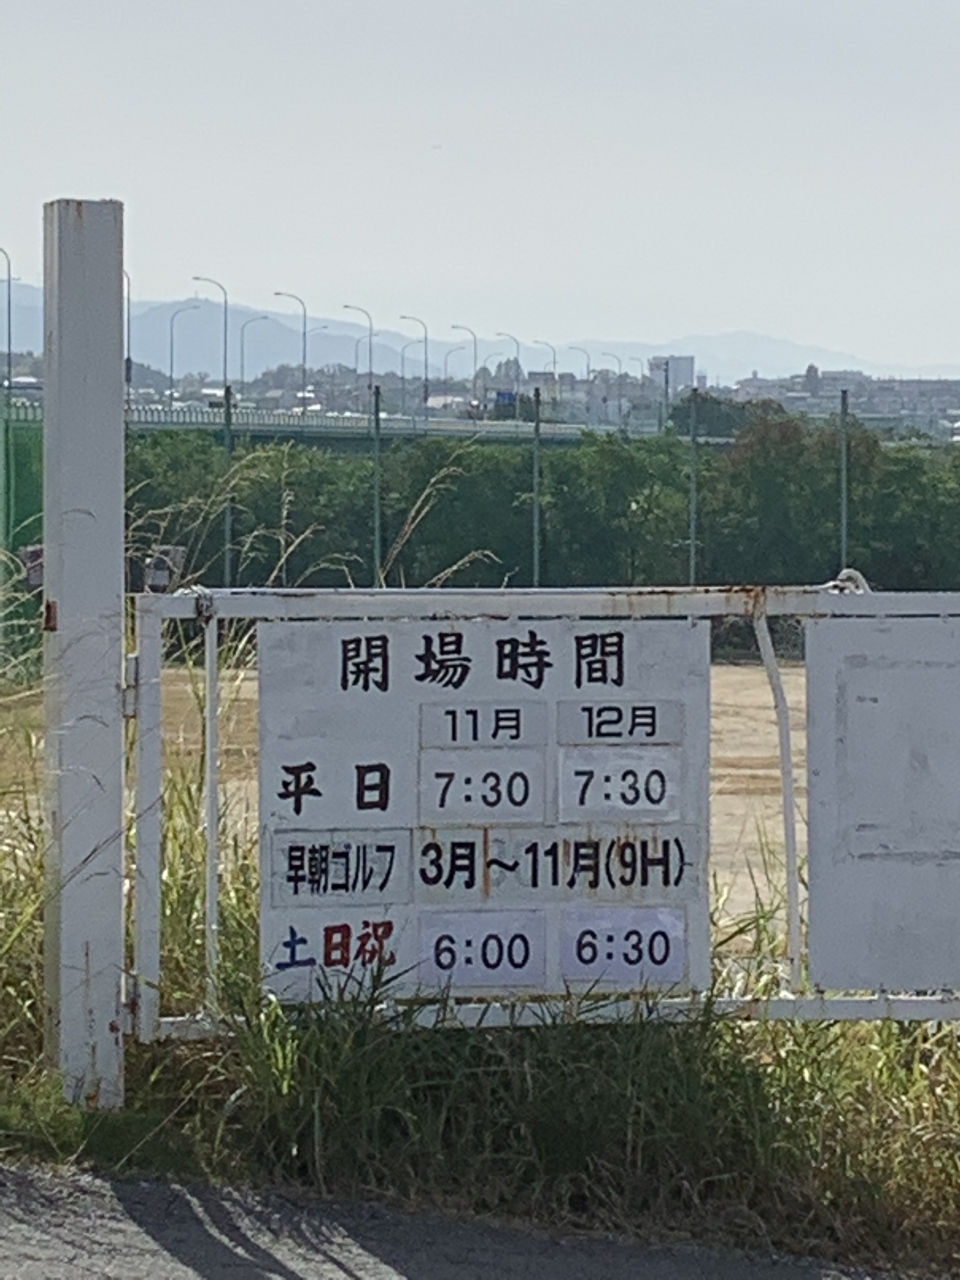 開場時間
11月 12月
平日 7:30 7:30
早朝ゴルフ 3月～11月(9H)
土日祝 6:00 6:30